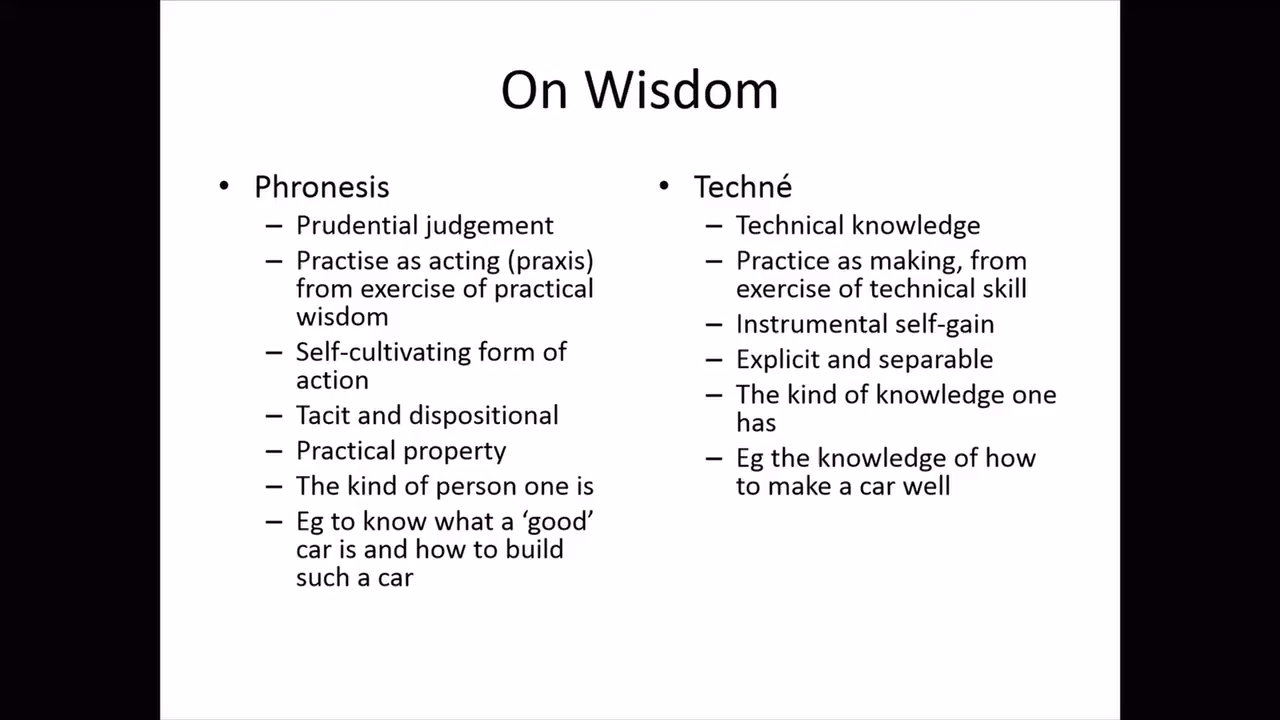 On Wisdom
• Phronesis
– Prudential judgement
– Practise as acting (praxis)
from exercise of practical
wisdom
– Self-cultivating form of
action
– Tacit and dispositional
– Practical property
– The kind of person one is
– Eg to know what a ‘good’
car is and how to build
such a car
• Techné
– Technical knowledge
– Practice as making, from
exercise of technical skill
– Instrumental self-gain
– Explicit and separable
– The kind of knowledge one
has
– Eg the knowledge of how
to make a car well